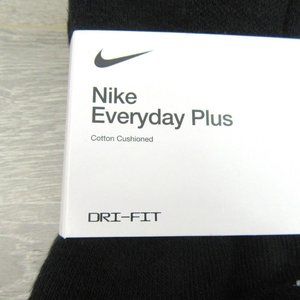 Nike
Everyday Plus
Cotton Cushioned
DRI-FIT